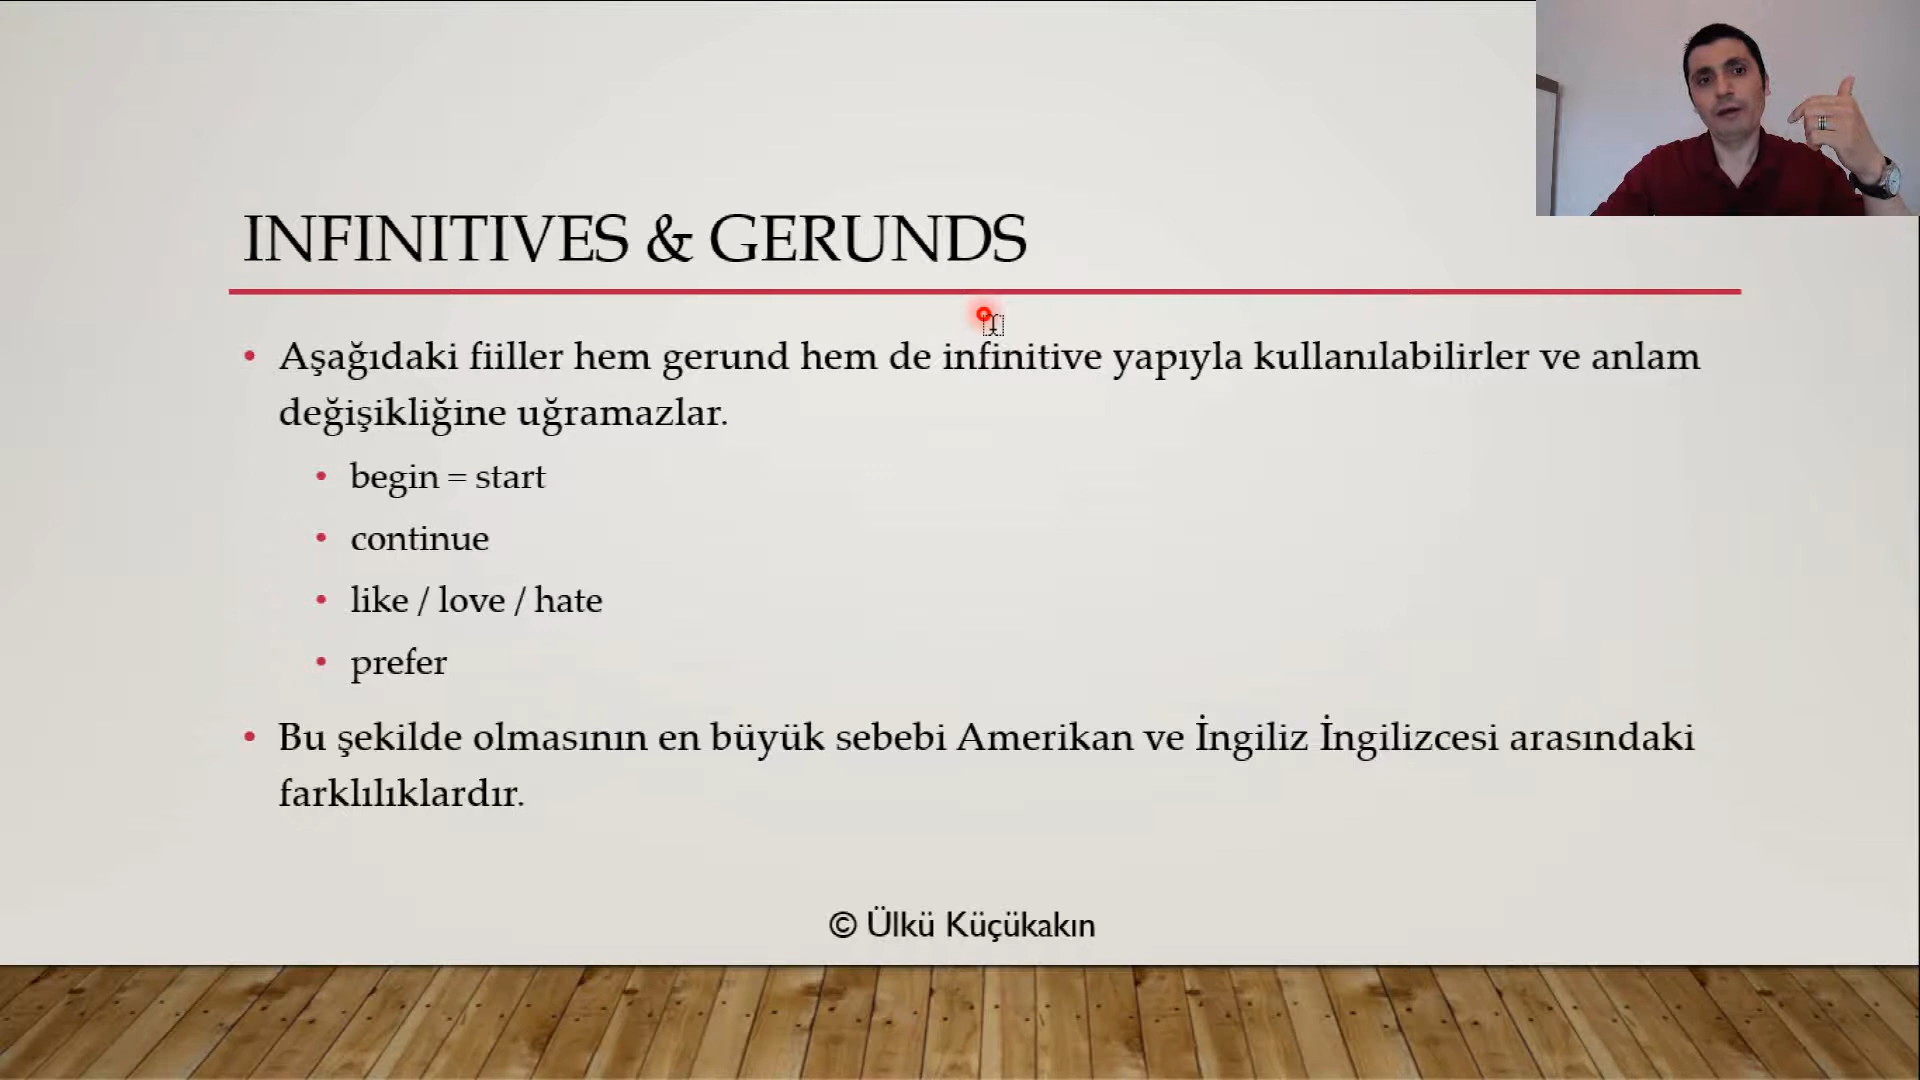 INFINITIVES & GERUNDS
• Aşağıdaki fiiller hem gerund hem de infinitive yapıyla kullanılabilirler ve anlam
değişikliğine uğramazlar.
• begin = start
• continue
• like / love / hate
• prefer
• Bu şekilde olmasının en büyük sebebi Amerikan ve İngiliz İngilizcesi arasındaki
farklılıklardır.
© Ülkü Küçükakın